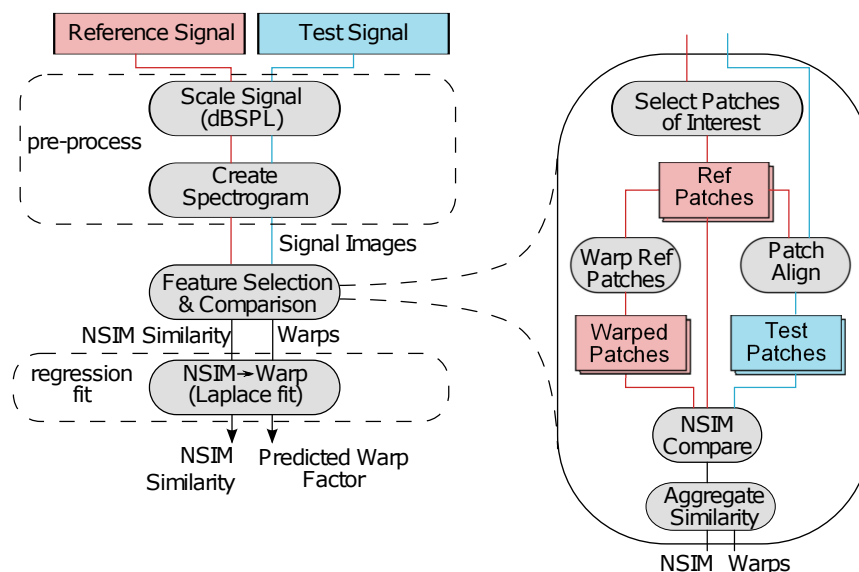 Reference Signal
Test Signal
Scale Signal
(dBSPL)
pre-process
Create
Spectrogram
Signal Images
Feature Selection
& Comparison
NSIM Similarity
Warps
regression
fit
NSIM→Warp
(Laplace fit)
NSIM
Similarity
Predicted Warp
Factor
Select Patches
of Interest
Ref
Patches
Warp Ref
Patches
Patch
Align
Warped
Patches
Test
Patches
NSIM
Compare
Aggregate
Similarity
NSIM
Warps